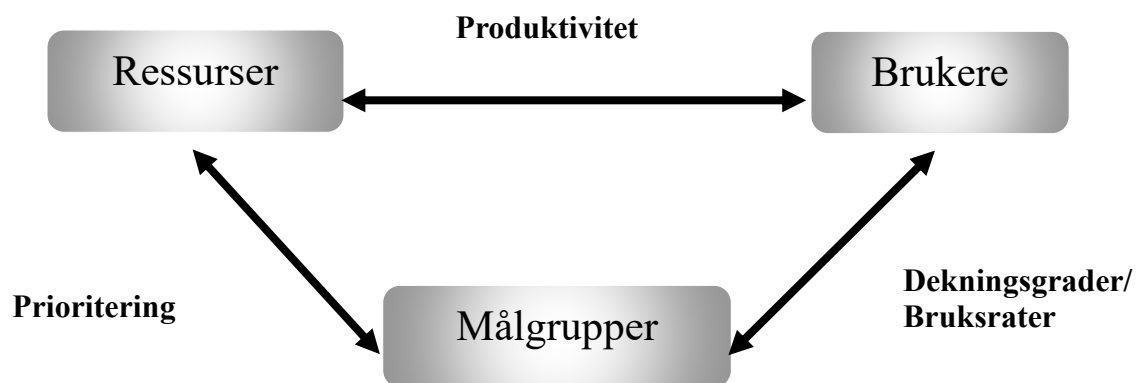 Produktivitet
Ressurser
Brukere
Prioritering
Dekningsgrader/
Bruksrater
Målgrupper